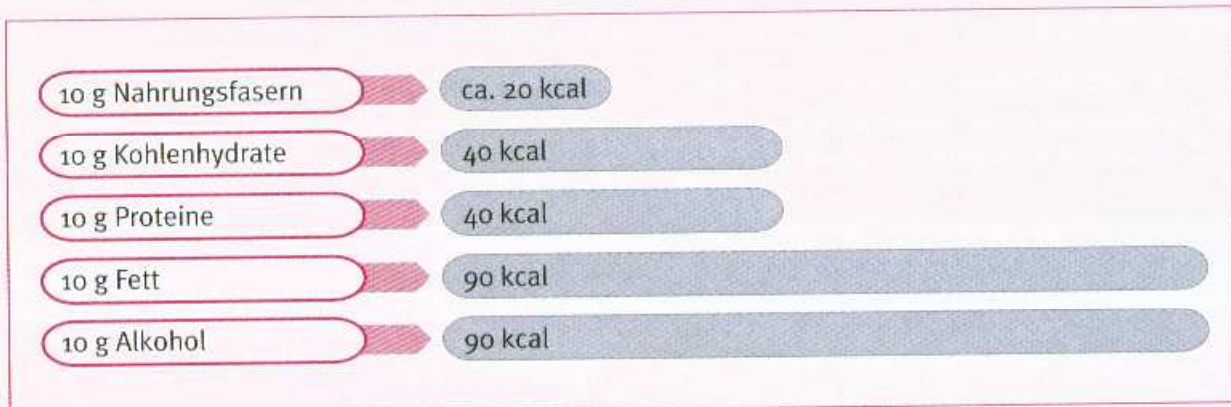 10 g Nahrungsfasern ca. 20 kcal
10 g Kohlenhydrate 40 kcal
10 g Proteine 40 kcal
10 g Fett 90 kcal
10 g Alkohol 90 kcal